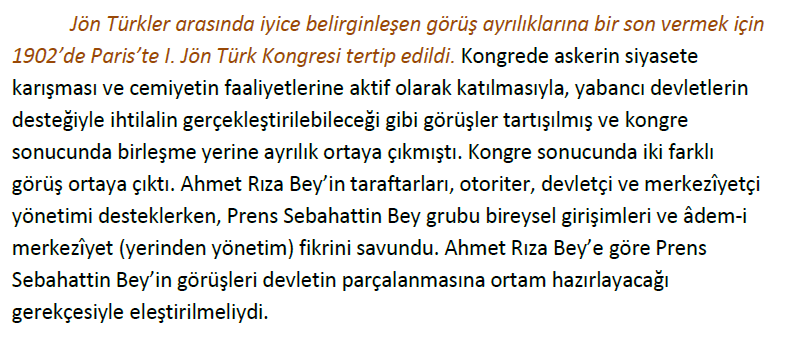 Jön Türkler arasında iyice belirginleşen görüş ayrılıklarına bir son vermek için
1902’de Paris’te I. Jön Türk Kongresi tertip edildi. Kongrede askerin siyasete
karışması ve cemiyetin faaliyetlerine aktif olarak katılmasıyla, yabancı devletlerin
desteğiyle ihtilalin gerçekleştirilebileceği gibi görüşler tartışılmış ve kongre
sonucunda birleşme yerine ayrılık ortaya çıkmıştı. Kongre sonucunda iki farklı
görüş ortaya çıktı. Ahmet Rıza Bey’in taraftarları, otoriter, devletçi ve merkezîyetçi
yönetimi desteklerken, Prens Sebahattin Bey grubu bireysel girişimleri ve âdem-i
merkezîyet (yerinden yönetim) fikrini savundu. Ahmet Rıza Bey’e göre Prens
Sebahattin Bey’in görüşleri devletin parçalanmasına ortam hazırlayacağı
gerekçesiyle eleştirilmeliydi.